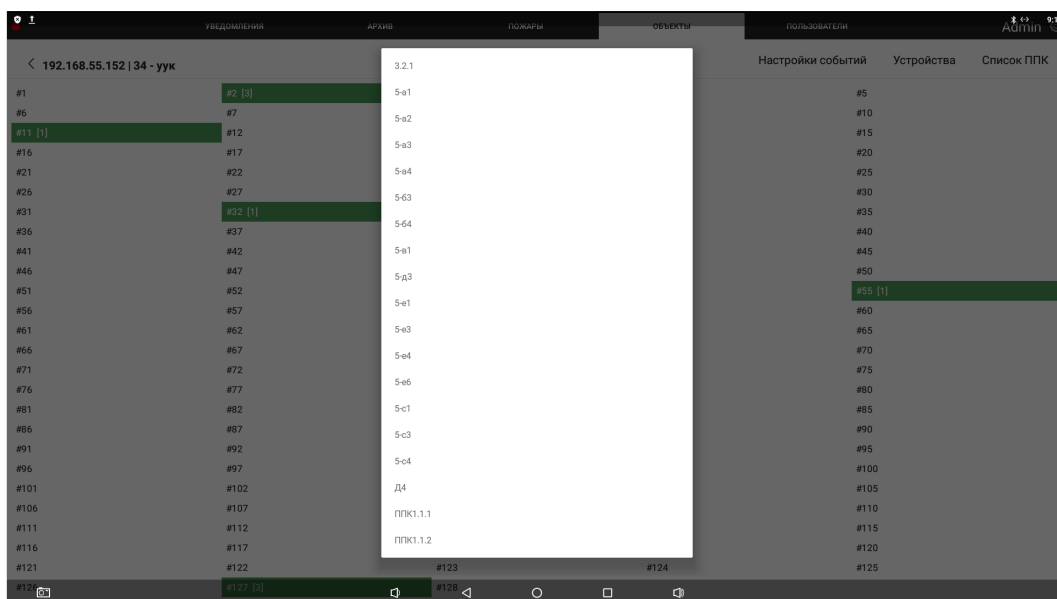 9:1
УВЕДОМЛЕНИЯ АРХИВ ПОЖАРЫ ОБЪЕКТЫ ПОЛЬЗОВАТЕЛИ Admin
192.168.55.152 | 34 - уук Настройки событий Устройства Список ППК
3.2.1
5-а1
5-а2
5-а3
5-а4
5-б3
5-б4
5-в1
5-д3
5-е1
5-е3
5-е4
5-е6
5-с1
5-с3
5-с4
Д4
ППК1.1.1
ППК1.1.2
#1 #2 [3] #5
#6 #7 #10
#11 [1] #12 #15
#16 #17 #20
#21 #22 #25
#26 #27 #30
#31 #32 [1] #35
#36 #37 #40
#41 #42 #45
#46 #47 #50
#51 #52 #55 [1]
#56 #57 #60
#61 #62 #65
#66 #67 #70
#71 #72 #75
#76 #77 #80
#81 #82 #85
#86 #87 #90
#91 #92 #95
#96 #97 #100
#101 #102 #105
#106 #107 #110
#111 #112 #115
#116 #117 #120
#121 #122 #123 #124 #125
#126 #127 [3] #128